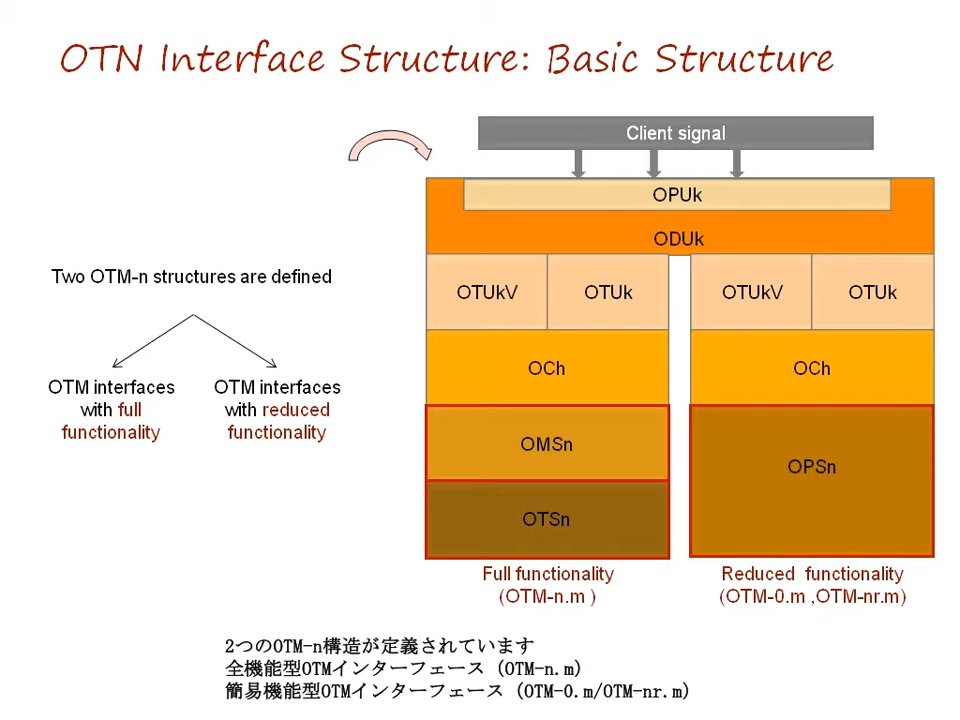 OTN Interface Structure: Basic Structure
Client signal
OPUk
ODUk
Two OTM-n structures are defined
OTUkV
OTUk
OTUkV
OTUk
OTM interfaces
with full
functionality
OTM interfaces
with reduced
functionality
OCh
OCh
OMSn
OPSn
OTSn
Full functionality
(OTM-n.m )
Reduced functionality
(OTM-0.m ,OTM-nr.m)
2つのOTM-n構造が定義されています
全機能型OTMインターフェース (OTM-n.m)
簡易機能型OTMインターフェース (OTM-0.m/OTM-nr.m)